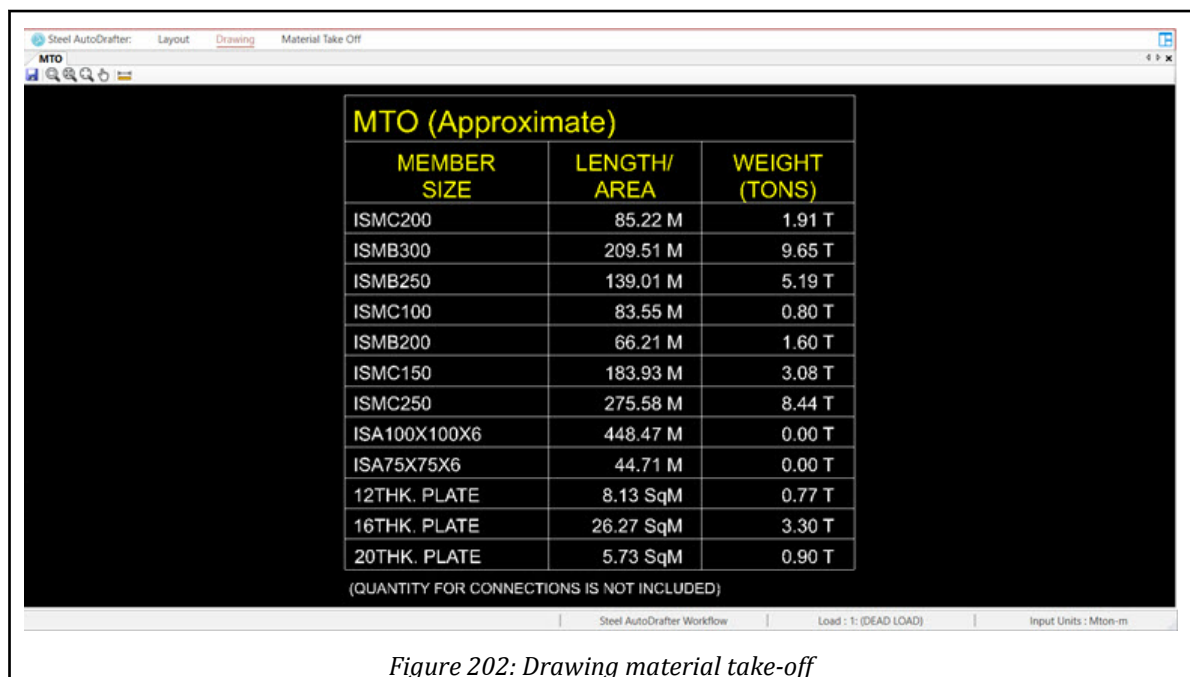 Steel AutoDrafter: Layout Drawing Material Take Off
MTO
MTO (Approximate)
MEMBER SIZE LENGTH/ AREA WEIGHT (TONS)
ISMC200 85.22 M 1.91 T
ISMB300 209.51 M 9.65 T
ISMB250 139.01 M 5.19 T
ISMC100 83.55 M 0.80 T
ISMB200 66.21 M 1.60 T
ISMC150 183.93 M 3.08 T
ISMC250 275.58 M 8.44 T
ISA100X100X6 448.47 M 0.00 T
ISA75X75X6 44.71 M 0.00 T
12THK. PLATE 8.13 SqM 0.77 T
16THK. PLATE 26.27 SqM 3.30 T
20THK. PLATE 5.73 SqM 0.90 T
(QUANTITY FOR CONNECTIONS IS NOT INCLUDED)
Steel AutoDrafter Workflow Load : 1: (DEAD LOAD) Input Units : Mton-m
Figure 202: Drawing material take-off